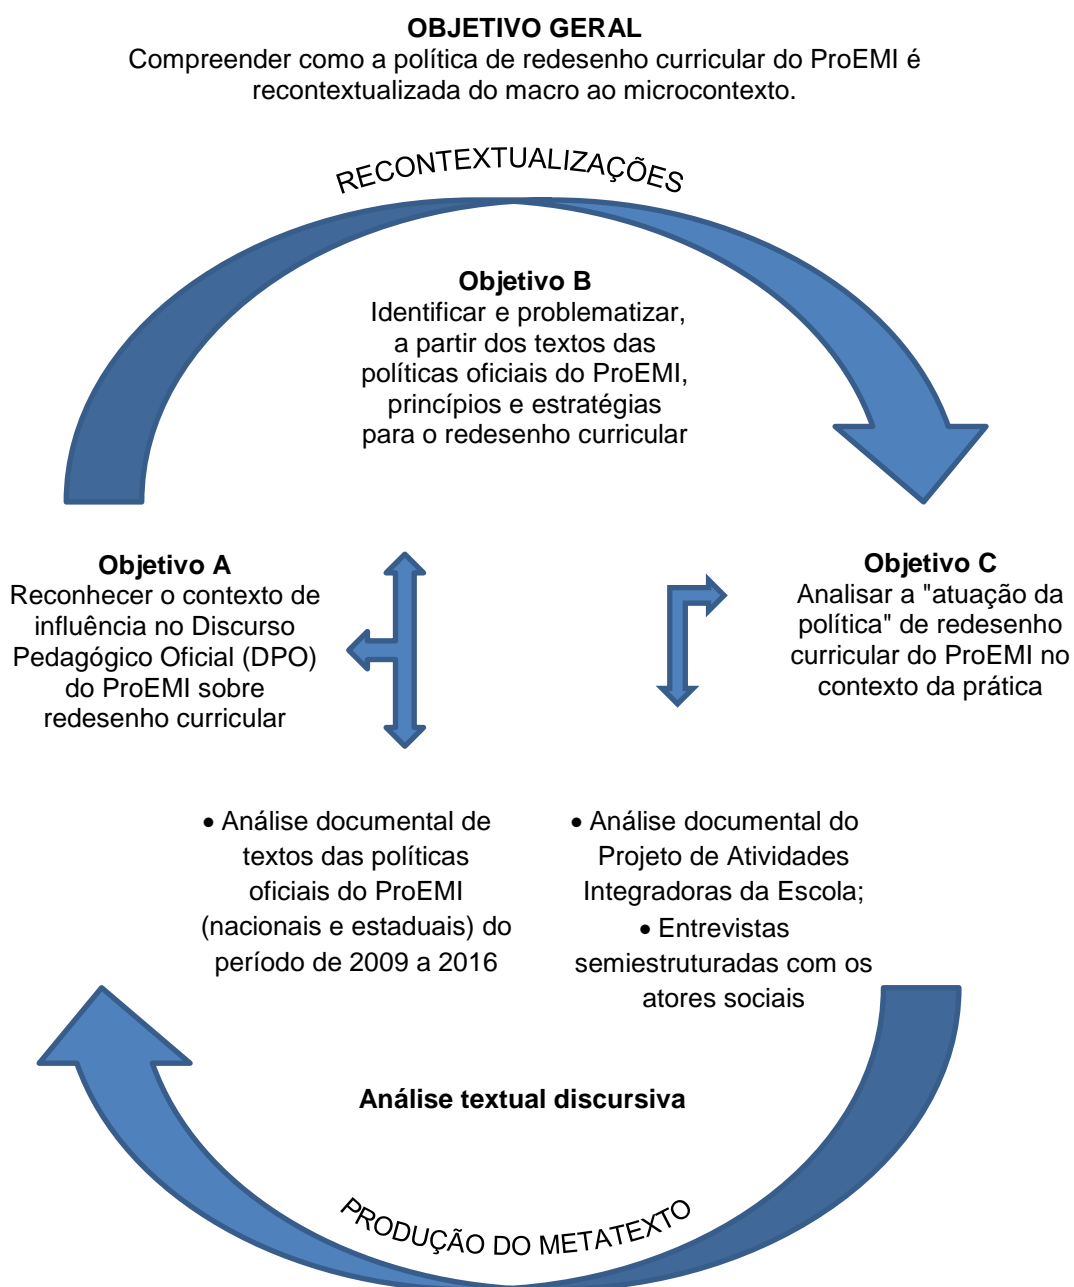 OBJETIVO GERAL
Compreender como a política de redesenho curricular do ProEMI é
recontextualizada do macro ao microcontexto.
RECONTEXTUALIZAÇÕES
Objetivo B
Identificar e problematizar,
a partir dos textos das
políticas oficiais do ProEMI,
princípios e estratégias
para o redesenho curricular
Objetivo A
Reconhecer o contexto de
influência no Discurso
Pedagógico Oficial (DPO)
do ProEMI sobre
redesenho curricular
Objetivo C
Analisar a "atuação da
política" de redesenho
curricular do ProEMI no
contexto da prática
• Análise documental de
textos das políticas
oficiais do ProEMI
(nacionais e estaduais) do
período de 2009 a 2016
• Análise documental do
Projeto de Atividades
Integradoras da Escola;
• Entrevistas
semiestruturadas com os
atores sociais
Análise textual discursiva
PRODUÇÃO DO METATEXTO